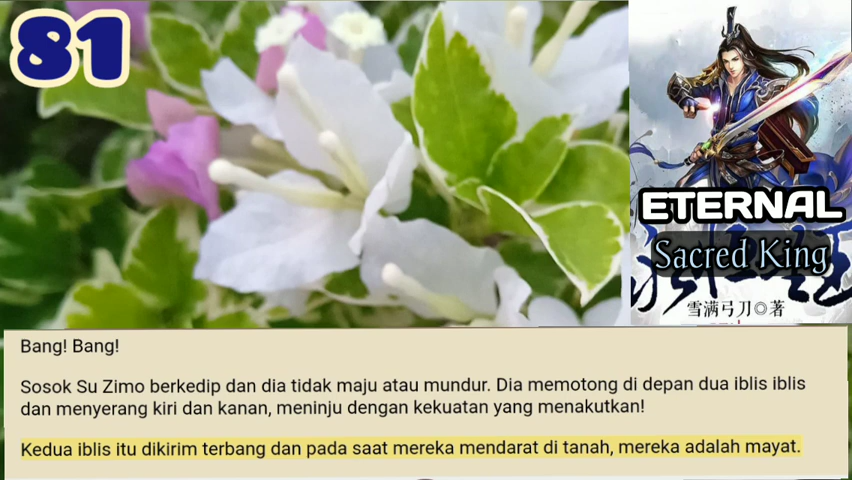 81
ETERNAL
Sacred King
雪满弓刀◎著
Bang! Bang!
Sosok Su Zimo berkedip dan dia tidak maju atau mundur. Dia memotong di depan dua iblis iblis
dan menyerang kiri dan kanan, meninju dengan kekuatan yang menakutkan!
Kedua iblis itu dikirim terbang dan pada saat mereka mendarat di tanah, mereka adalah mayat.